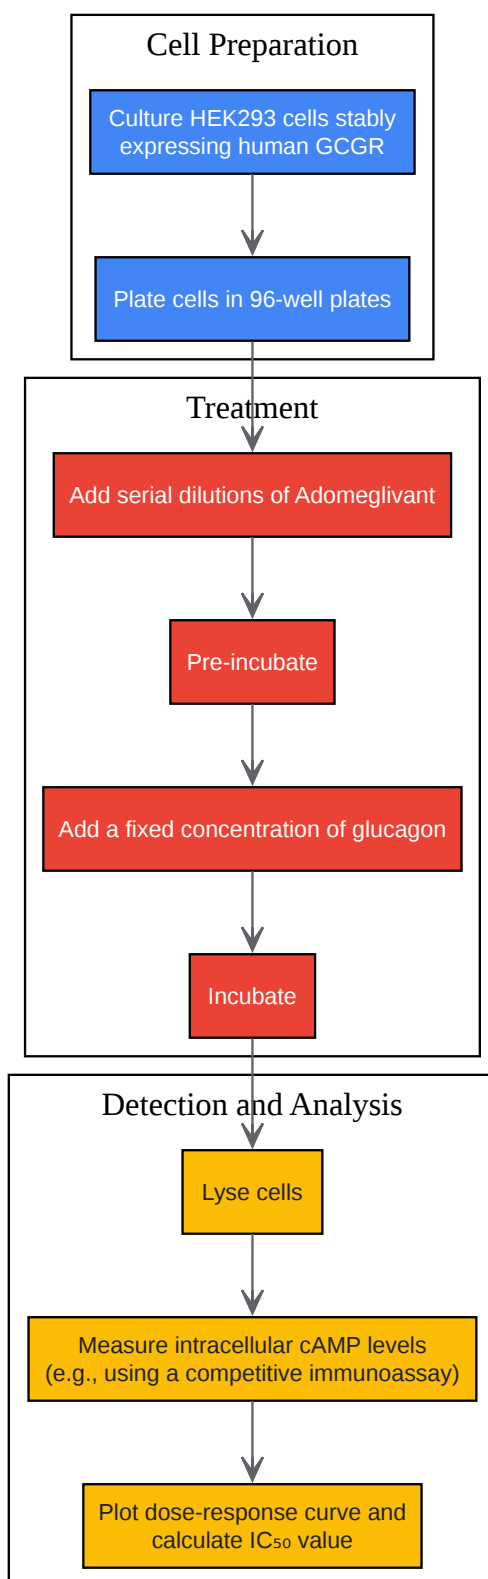 Cell Preparation
Culture HEK293 cells stably
expressing human GCGR
Plate cells in 96-well plates
Treatment
Add serial dilutions of Adomeglivant
Pre-incubate
Add a fixed concentration of glucagon
Incubate
Detection and Analysis
Lyse cells
Measure intracellular cAMP levels
(e.g., using a competitive immunoassay)
Plot dose-response curve and
calculate IC₅₀ value